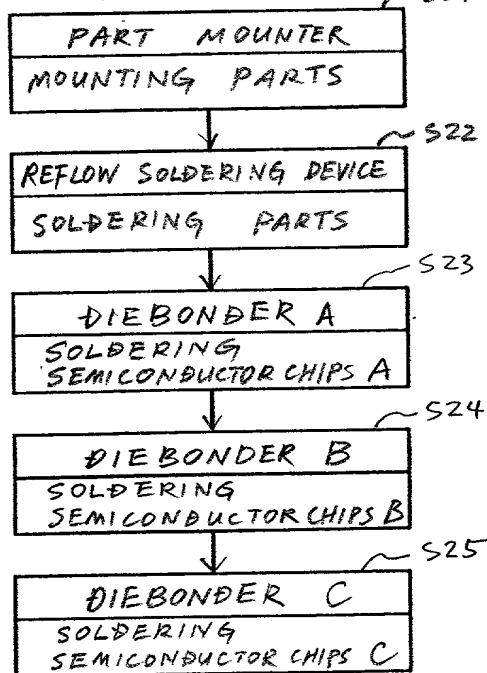 PART MOUNTER
MOUNTING PARTS
S22
REFLOW SOLDERING DEVICE
SOLDERING PARTS
S23
DIEBONDER A
SOLDERING
SEMICONDUCTOR CHIPS A
S24
DIEBONDER B
SOLDERING
SEMICONDUCTOR CHIPS B
S25
DIEBONDER C
SOLDERING
SEMICONDUCTOR CHIPS C